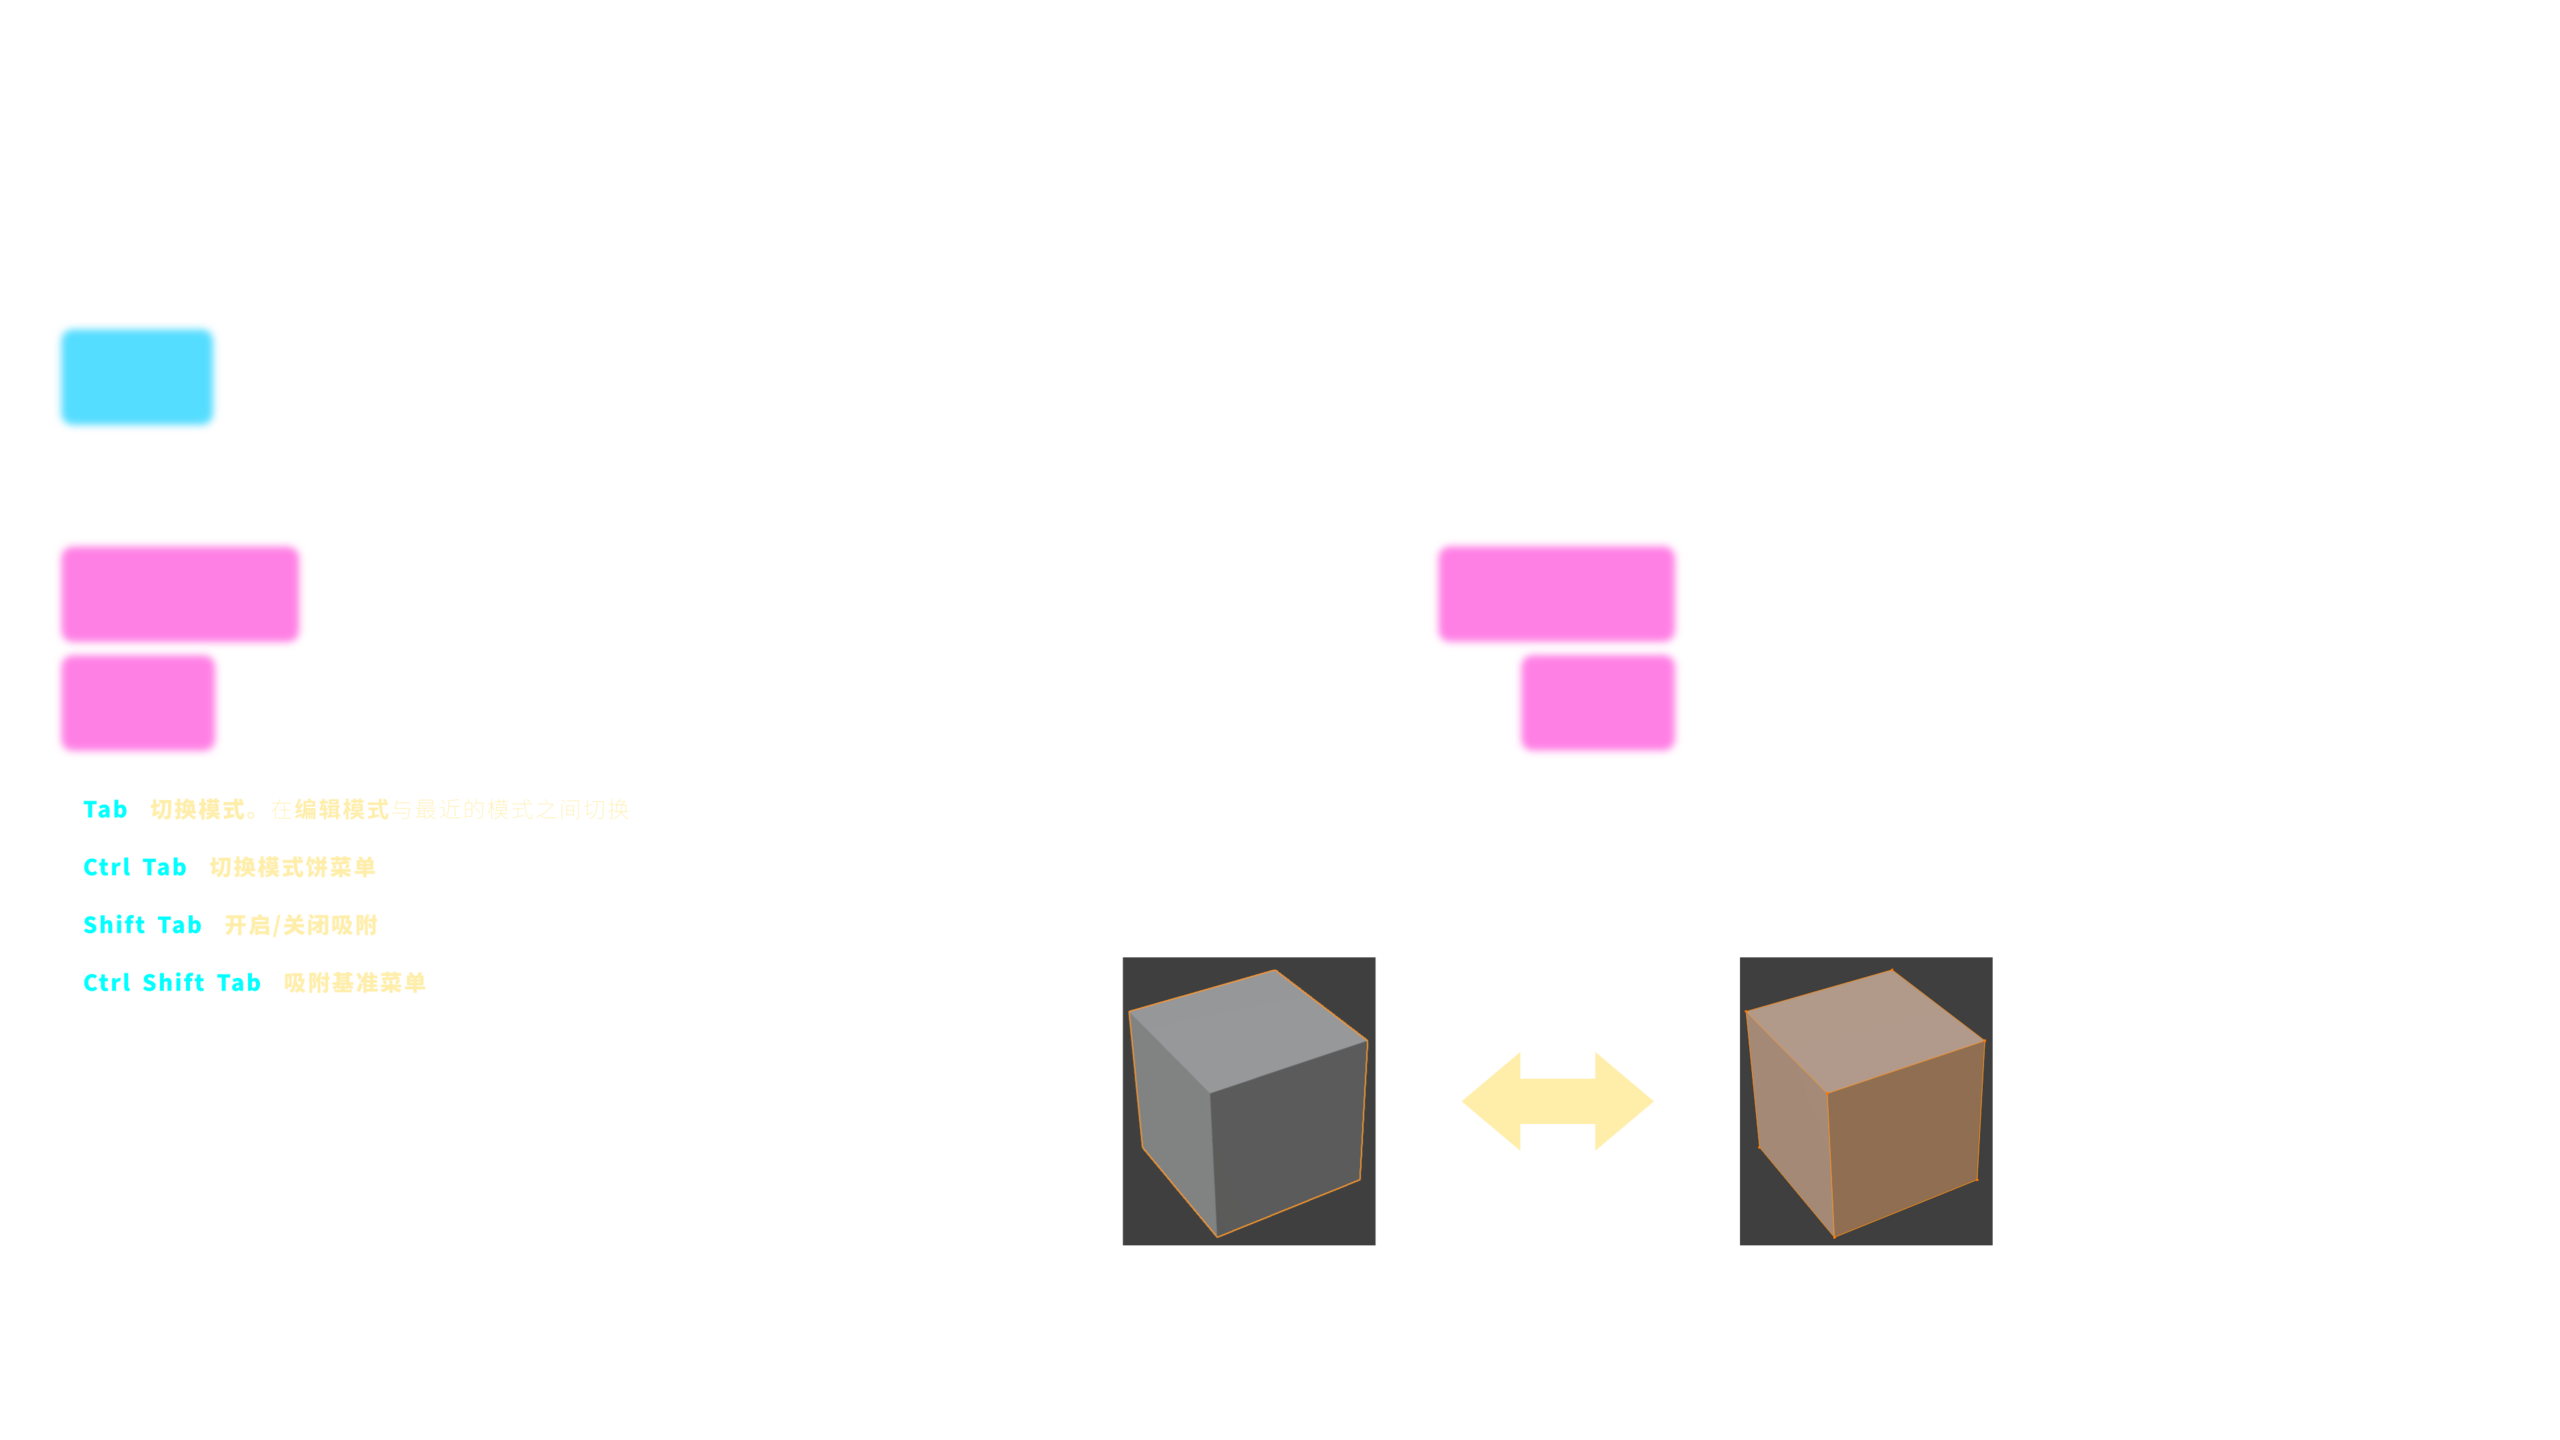 Tab 切换模式。在编辑模式与最近的模式之间切换
Ctrl Tab 切换模式饼菜单
Shift Tab 开启/关闭吸附
Ctrl Shift Tab 吸附基准菜单